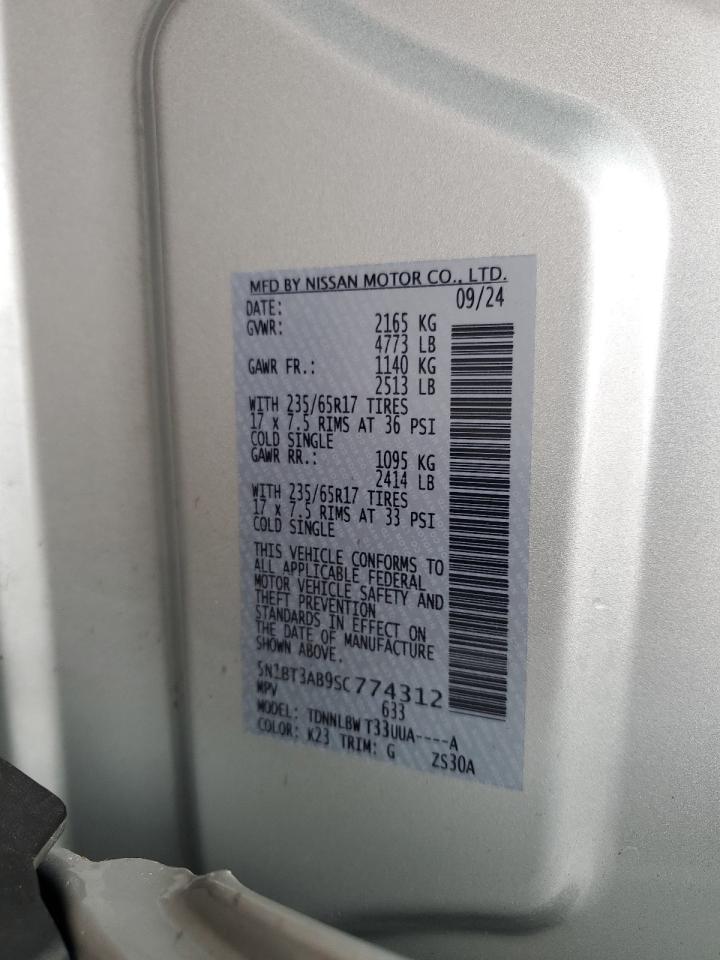 MFD BY NISSAN MOTOR CO., LTD.
DATE: 09/24
GVWR: 2165 KG
4773 LB
GAWR FR.: 1140 KG
2513 LB
WITH 235/65R17 TIRES
17 x 7.5 RIMS AT 36 PSI
COLD SINGLE
GAWR RR.: 1095 KG
2414 LB
WITH 235/65R17 TIRES
17 x 7.5 RIMS AT 33 PSI
COLD SINGLE
THIS VEHICLE CONFORMS TO
ALL APPLICABLE FEDERAL
MOTOR VEHICLE SAFETY AND
THEFT PREVENTION
STANDARDS IN EFFECT ON
THE DATE OF MANUFACTURE
SHOWN ABOVE.
5N1BT3AB9SC774312
MPV 633
MODEL: TDNNLBW T33UUA----A
COLOR: K23 TRIM: G ZS30A